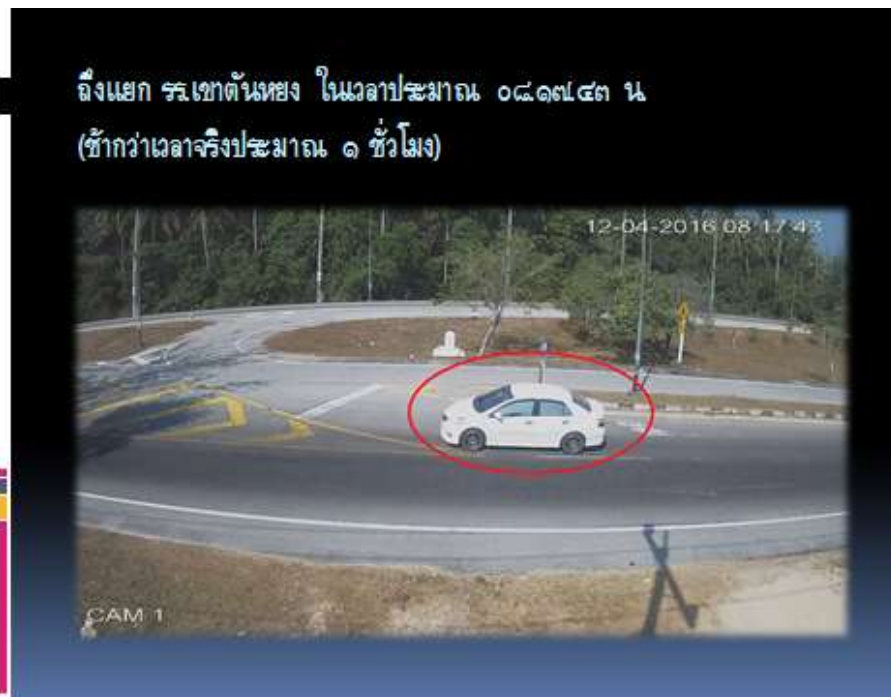 ถึงแยก รร.เขาตันหยง ในเวลาประมาณ ๐๘.๑๗.๔๓ น.
(ช้ากว่าเวลาจริงประมาณ ๑ ชั่วโมง)
12-04-2016 08:17:43
CAM 1